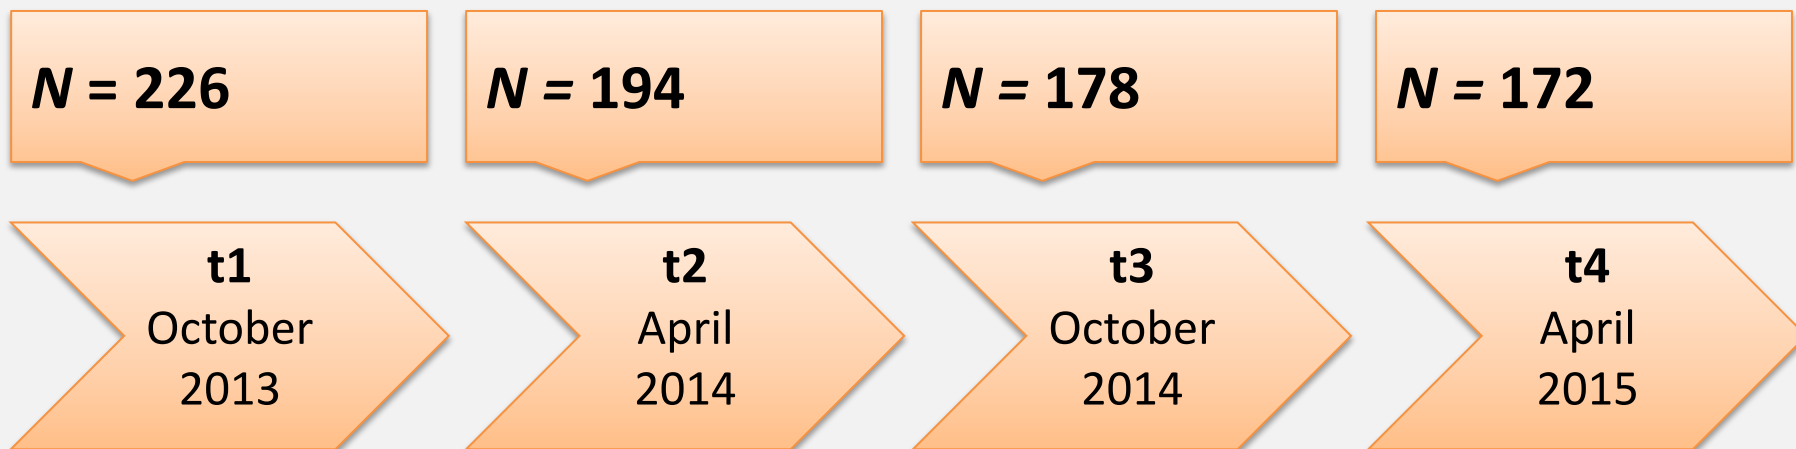 N = 226
N = 194
N = 178
N = 172
t1
October
2013
t2
April
2014
t3
October
2014
t4
April
2015